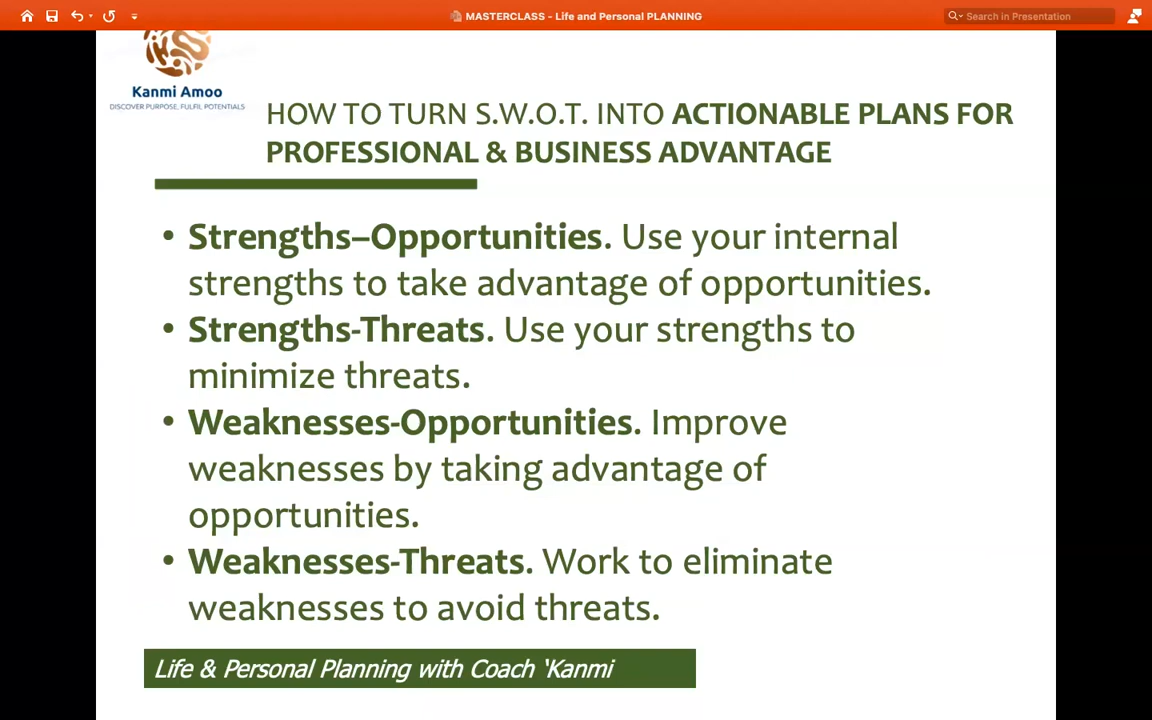 MASTERCLASS - Life and Personal PLANNING
Search in Presentation
Kanmi Amoo
DISCOVER PURPOSE, FULFIL POTENTIALS
HOW TO TURN S.W.O.T. INTO ACTIONABLE PLANS FOR
PROFESSIONAL & BUSINESS ADVANTAGE
• Strengths–Opportunities. Use your internal
strengths to take advantage of opportunities.
• Strengths-Threats. Use your strengths to
minimize threats.
• Weaknesses-Opportunities. Improve
weaknesses by taking advantage of
opportunities.
• Weaknesses-Threats. Work to eliminate
weaknesses to avoid threats.
Life & Personal Planning with Coach ‘Kanmi